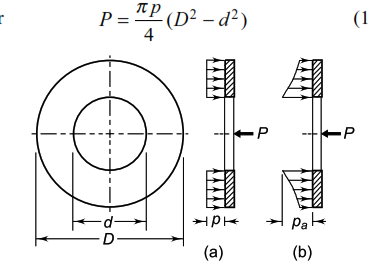 r P = πp/4 (D² – d²) (1
P P
d p pₐ
D
(a) (b)